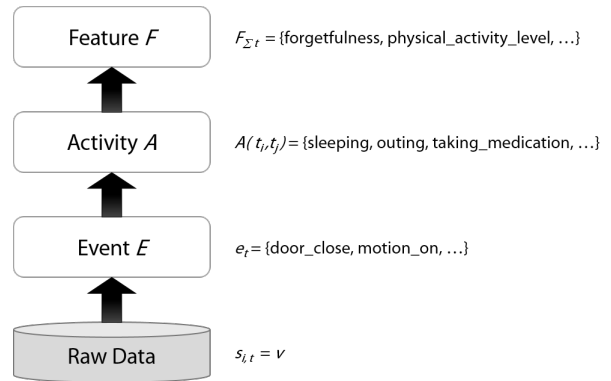 Feature F
F_Σt = {forgetfulness, physical_activity_level, ...}
Activity A
A(t_i,t_j) = {sleeping, outing, taking_medication, ...}
Event E
e_t = {door_close, motion_on, ...}
Raw Data
s_i,t = v